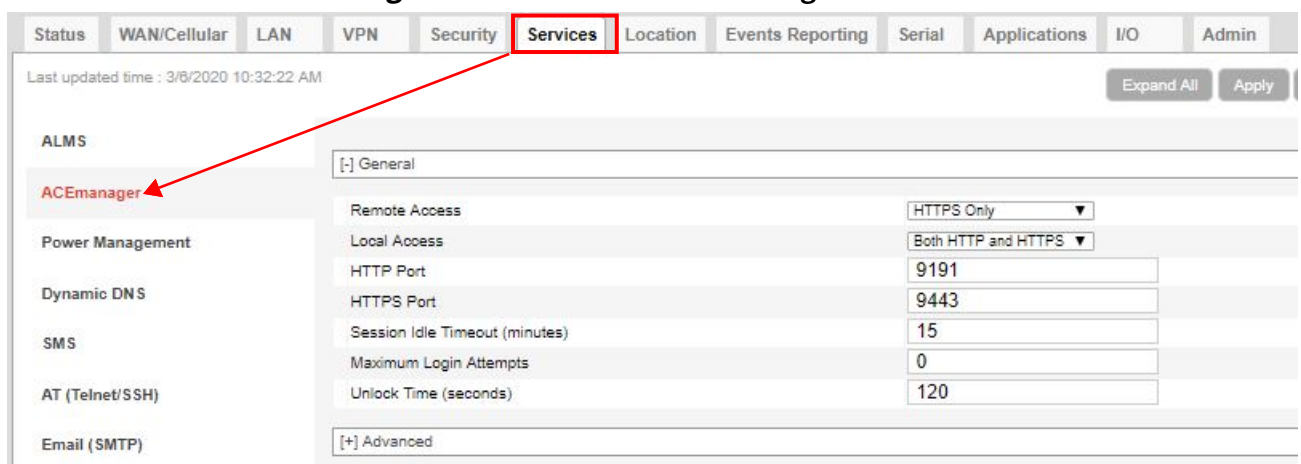 Status WAN/Cellular LAN VPN Security Services Location Events Reporting Serial Applications I/O Admin
Last updated time : 3/6/2020 10:32:22 AM
Expand All Apply
ALMS
[-] General
ACEmanager
Remote Access HTTPS Only ▼
Power Management
Local Access Both HTTP and HTTPS ▼
HTTP Port 9191
Dynamic DNS
HTTPS Port 9443
Session Idle Timeout (minutes) 15
SMS
Maximum Login Attempts 0
AT (Telnet/SSH)
Unlock Time (seconds) 120
Email (SMTP)
[+] Advanced